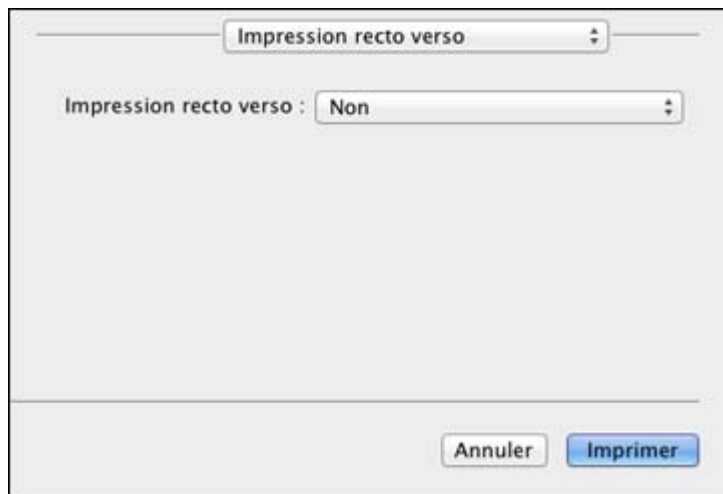 Impression recto verso
Impression recto verso : Non
Annuler Imprimer